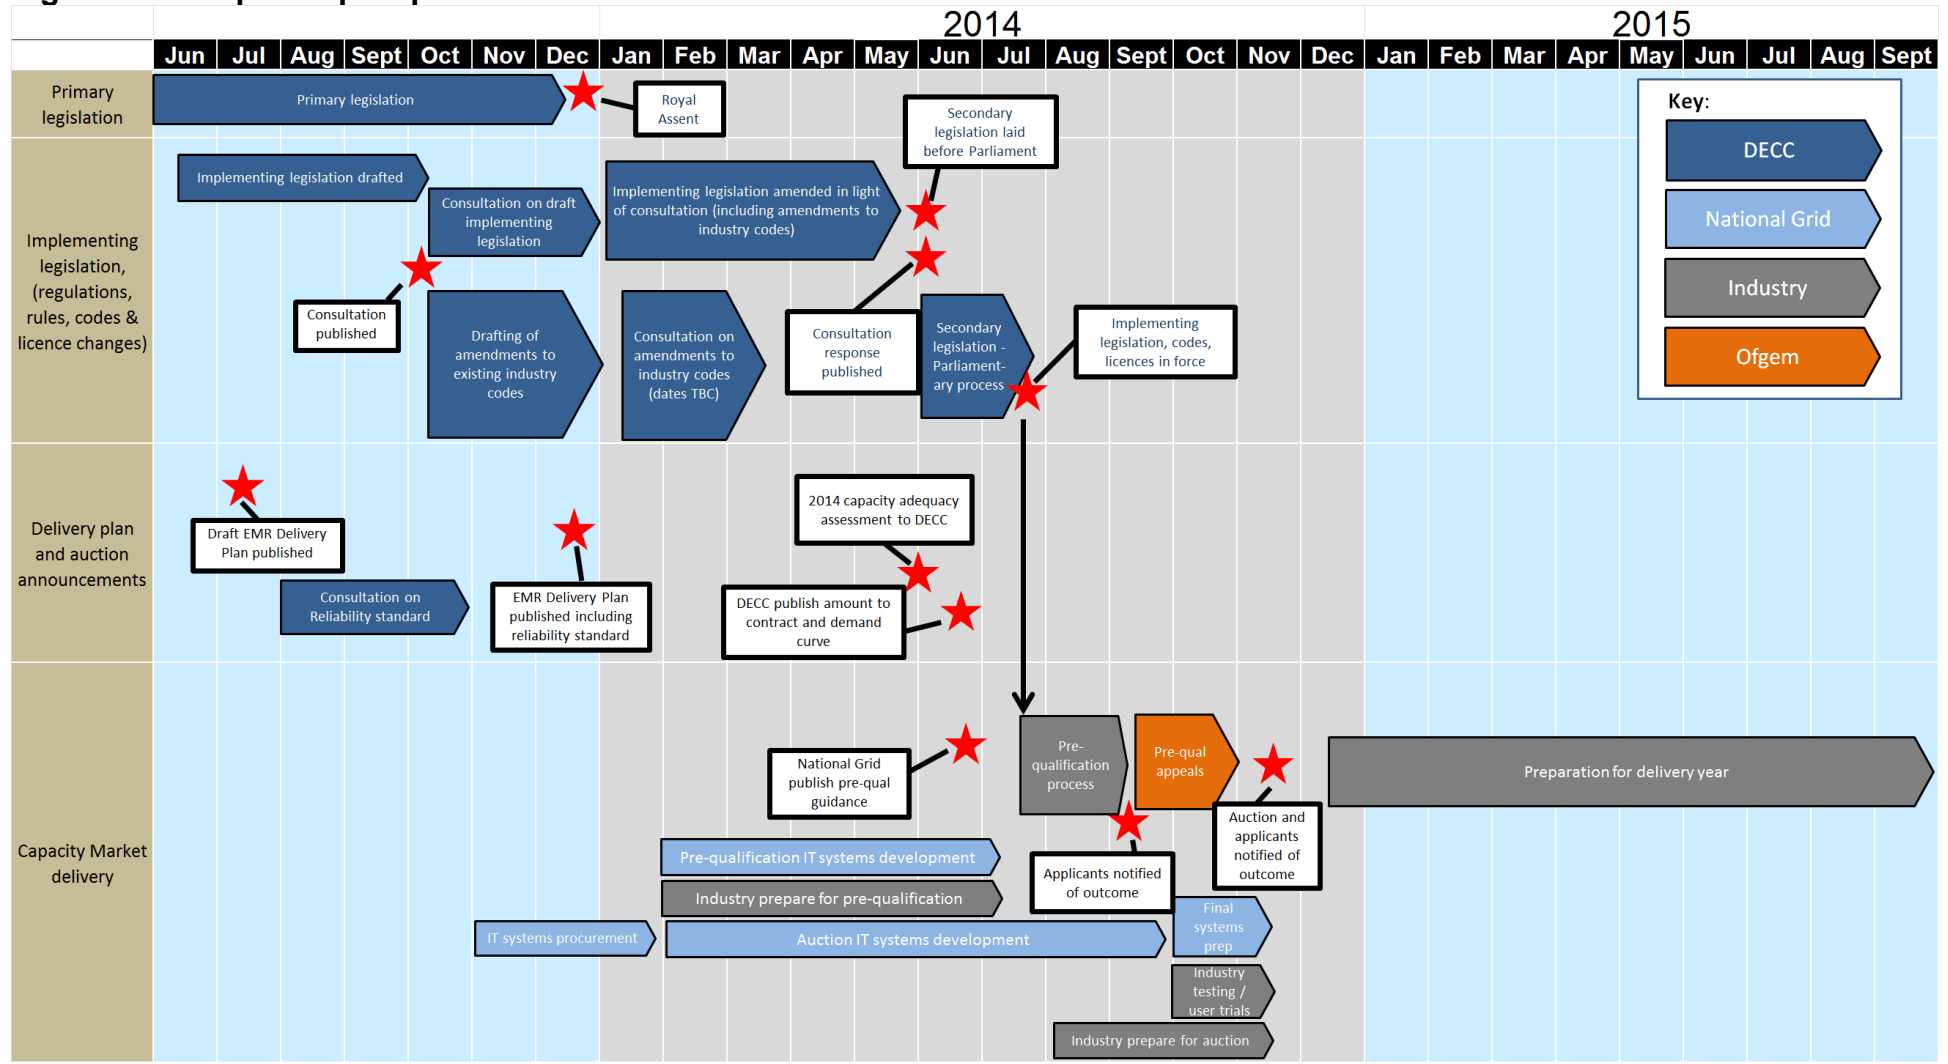 2014
2015
Jun Jul Aug Sept Oct Nov Dec Jan Feb Mar Apr May Jun Jul Aug Sept Oct Nov Dec Jan Feb Mar Apr May Jun Jul Aug Sept
Primary
legislation
Primary legislation
Royal
Assent
Secondary
legislation laid
before Parliament
Key:
DECC
National Grid
Industry
Ofgem
Implementing
legislation,
(regulations,
rules, codes &
licence changes)
Implementing legislation drafted
Consultation on draft
implementing
legislation
Implementing legislation amended in light
of consultation (including amendments to
industry codes)
Consultation
published
Drafting of
amendments to
existing industry
codes
Consultation on
amendments to
industry codes
(dates TBC)
Consultation
response
published
Secondary
legislation -
Parliament-
ary process
Implementing
legislation, codes,
licences in force
Delivery plan
and auction
announcements
Draft EMR Delivery
Plan published
Consultation on
Reliability standard
EMR Delivery Plan
published including
reliability standard
2014 capacity adequacy
assessment to DECC
DECC publish amount to
contract and demand
curve
Capacity Market
delivery
National Grid
publish pre-qual
guidance
Pre-
qualification
process
Pre-qual
appeals
Preparation for delivery year
Auction and
applicants
notified of
outcome
Applicants notified
of outcome
Pre-qualification IT systems development
Industry prepare for pre-qualification
IT systems procurement
Auction IT systems development
Final
systems
prep
Industry
testing /
user trials
Industry prepare for auction